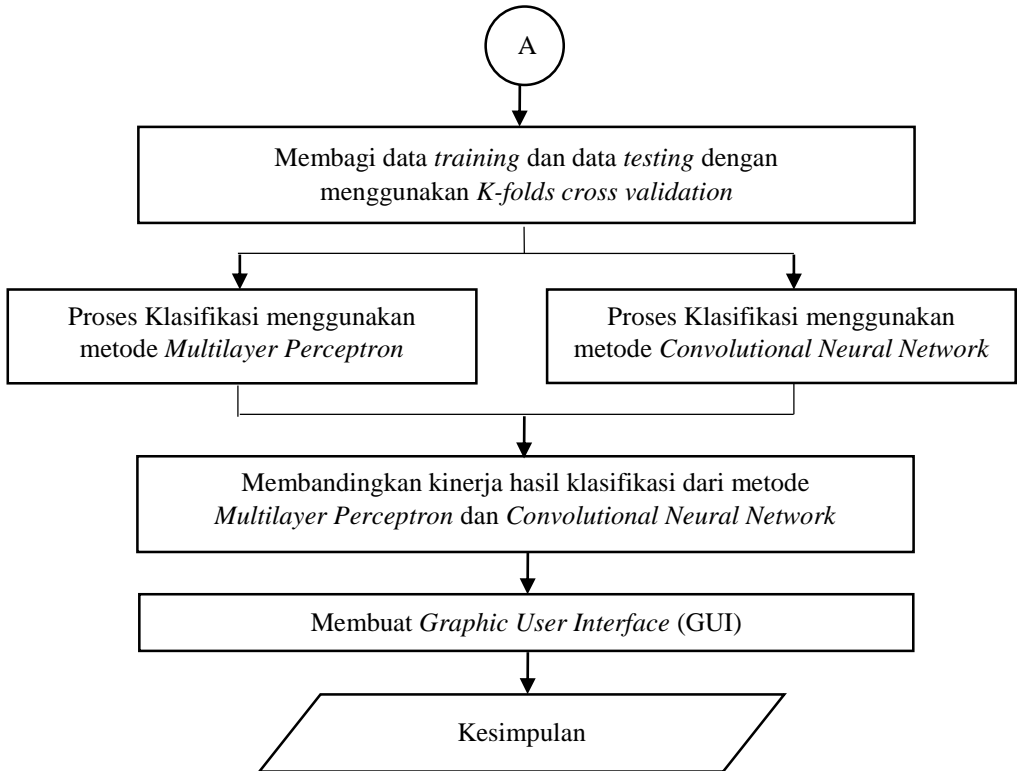 A
Membagi data training dan data testing dengan
menggunakan K-folds cross validation
Proses Klasifikasi menggunakan
metode Multilayer Perceptron
Proses Klasifikasi menggunakan
metode Convolutional Neural Network
Membandingkan kinerja hasil klasifikasi dari metode
Multilayer Perceptron dan Convolutional Neural Network
Membuat Graphic User Interface (GUI)
Kesimpulan